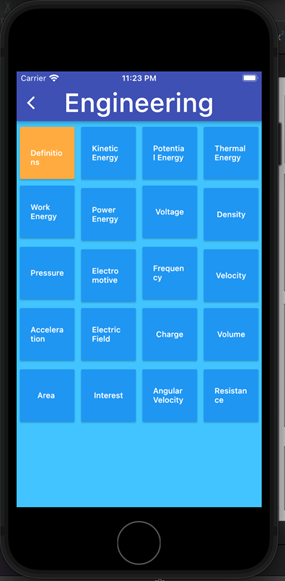 Carrier 11:23 PM
Engineering
Definitio
ns
Kinetic
Energy
Potentia
l Energy
Thermal
Energy
Work
Energy
Power
Energy
Voltage
Density
Pressure
Electro
motive
Frequen
cy
Velocity
Accelera
tion
Electric
Field
Charge
Volume
Area
Interest
Angular
Velocity
Resistan
ce